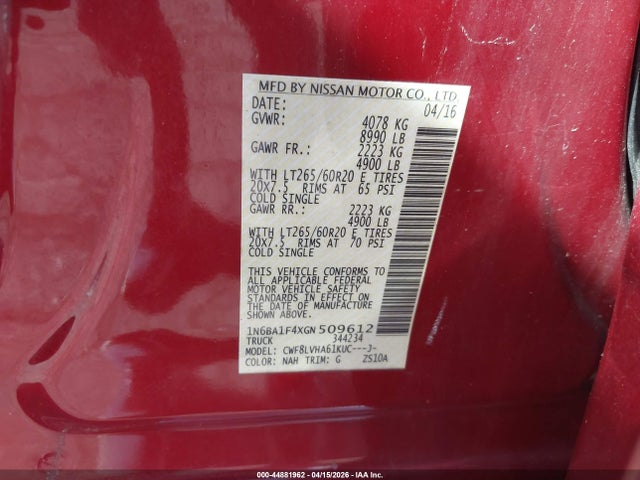 MFD BY NISSAN MOTOR CO., LTD.
DATE: 04/16
GVWR: 4078 KG
8990 LB
GAWR FR.: 2223 KG
4900 LB
WITH LT265/60R20 E TIRES
20X7.5 RIMS AT 65 PSI
COLD SINGLE
GAWR RR.: 2223 KG
4900 LB
WITH LT265/60R20 E TIRES
20X7.5 RIMS AT 70 PSI
COLD SINGLE
THIS VEHICLE CONFORMS TO
ALL APPLICABLE FEDERAL
MOTOR VEHICLE SAFETY
STANDARDS IN EFFECT ON
THE DATE OF MANUFACTURE
SHOWN ABOVE.
1N6BA1F4XGN509612
TRUCK 344234
MODEL: CWF8LVHA61KUC---J-
COLOR: NAH TRIM: G ZS10A
000-44881962 - 04/15/2026 - IAA Inc.